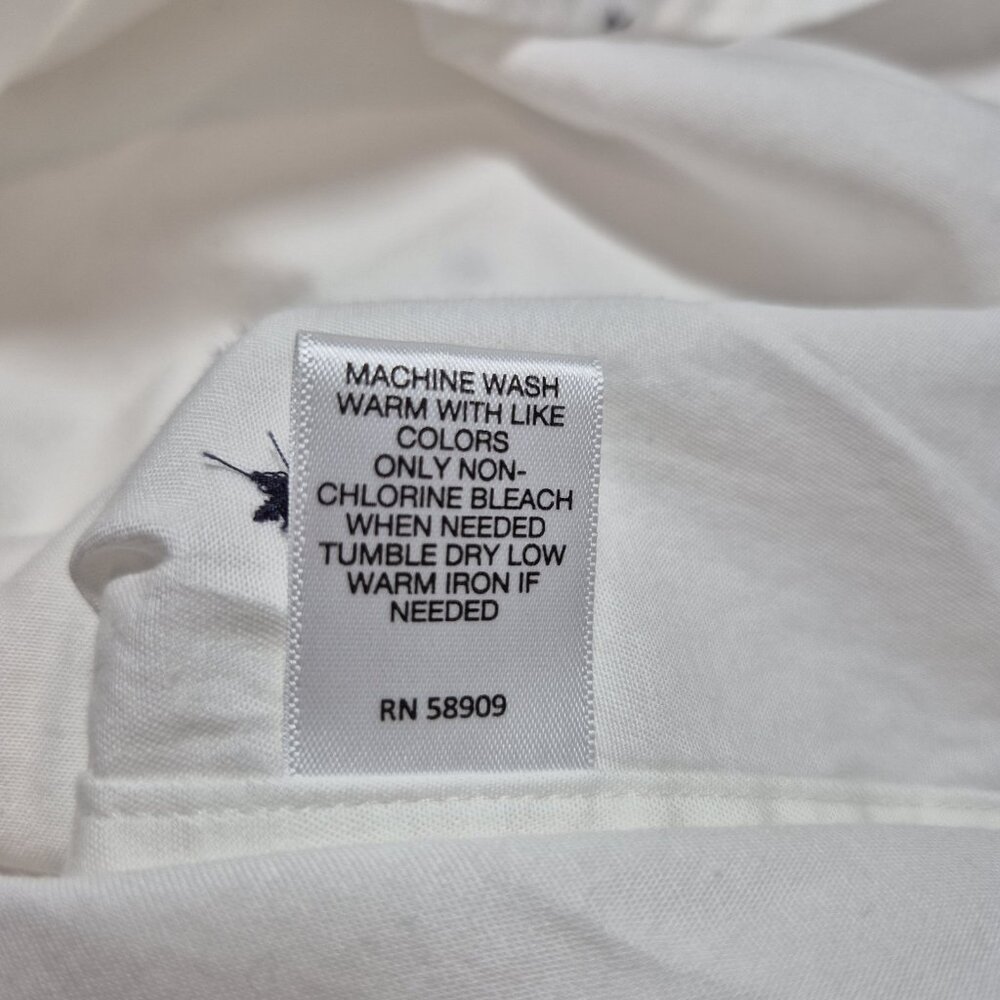 MACHINE WASH
WARM WITH LIKE
COLORS
ONLY NON-
CHLORINE BLEACH
WHEN NEEDED
TUMBLE DRY LOW
WARM IRON IF
NEEDED
RN 58909